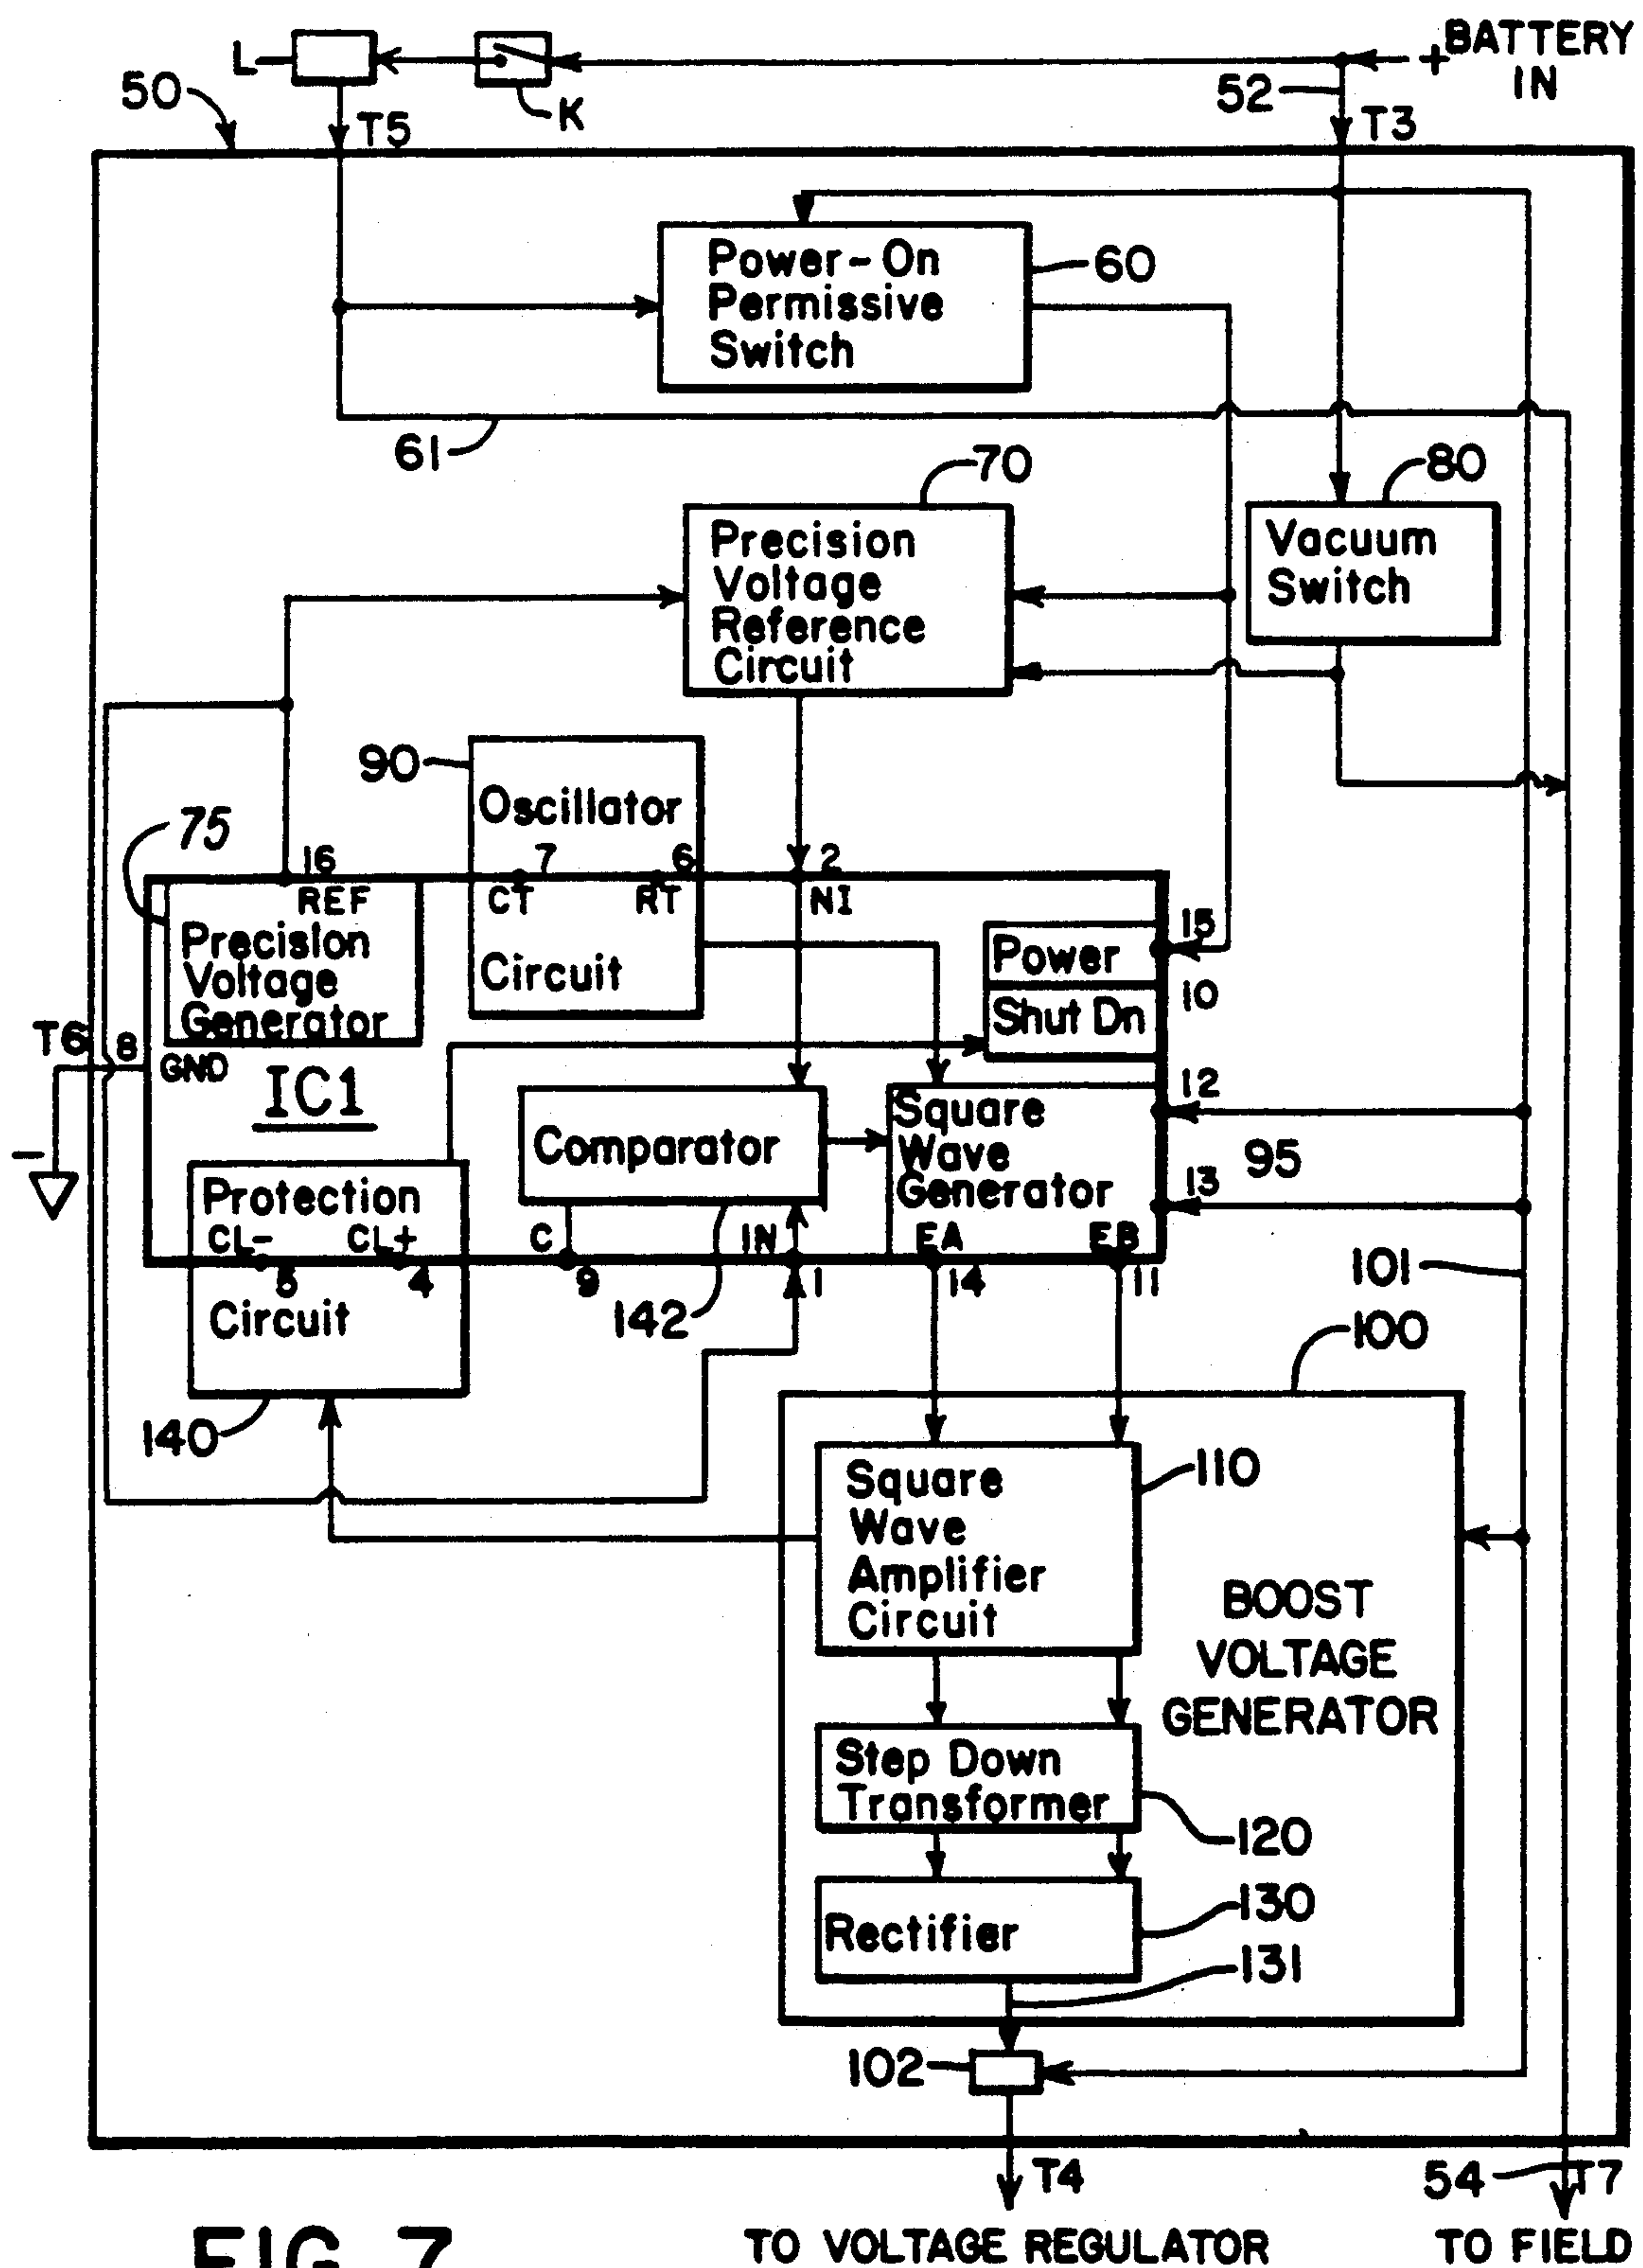 L
K
52
+ BATTERY
IN
50
T5
T3
Power-On
Permissive
Switch
60
61
70
80
Precision
Voltage
Reference
Circuit
Vacuum
Switch
90
Oscillator
75
16
7
6
2
REF
CT
RT
NI
Precision
Voltage
Generator
Circuit
15
Power
10
Shut Dn
T6
8
GND
IC1
12
Square
Wave
Generator
Comparator
95
13
Protection
CL-
CL+
C
IN
EA
EB
5
4
9
1
14
11
Circuit
142
101
100
140
110
Square
Wave
Amplifier
Circuit
BOOST
VOLTAGE
GENERATOR
Step Down
Transformer
120
130
Rectifier
131
102
T4
54
T7
FIG. 7
TO VOLTAGE REGULATOR
TO FIELD